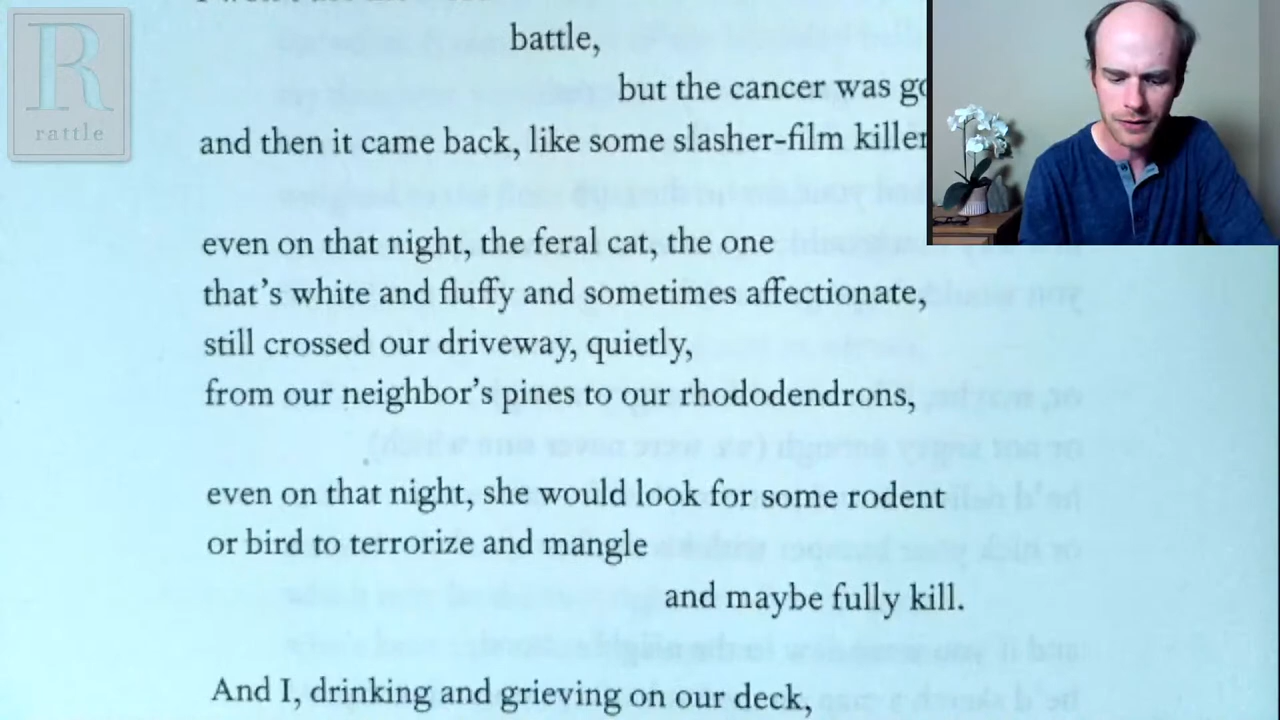 R
rattle
battle,
but the cancer was
and then it came back, like some slasher-film killer
even on that night, the feral cat, the one
that's white and fluffy and sometimes affectionate,
still crossed our driveway, quietly,
from our neighbor's pines to our rhododendrons,
even on that night, she would look for some rodent
or bird to terrorize and mangle
and maybe fully kill.
And I, drinking and grieving on our deck,